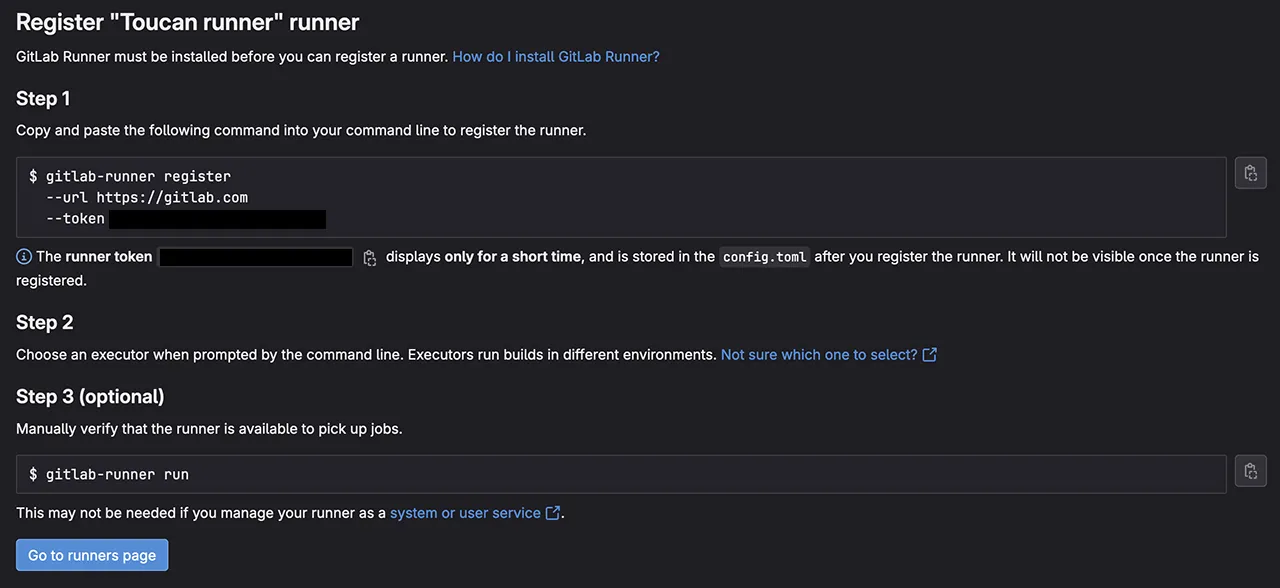 Register "Toucan runner" runner
GitLab Runner must be installed before you can register a runner. How do I install GitLab Runner?
Step 1
Copy and paste the following command into your command line to register the runner.
$ gitlab-runner register
--url https://gitlab.com
--token
The runner token displays only for a short time, and is stored in the config.toml after you register the runner. It will not be visible once the runner is
registered.
Step 2
Choose an executor when prompted by the command line. Executors run builds in different environments. Not sure which one to select?
Step 3 (optional)
Manually verify that the runner is available to pick up jobs.
$ gitlab-runner run
This may not be needed if you manage your runner as a system or user service.
Go to runners page